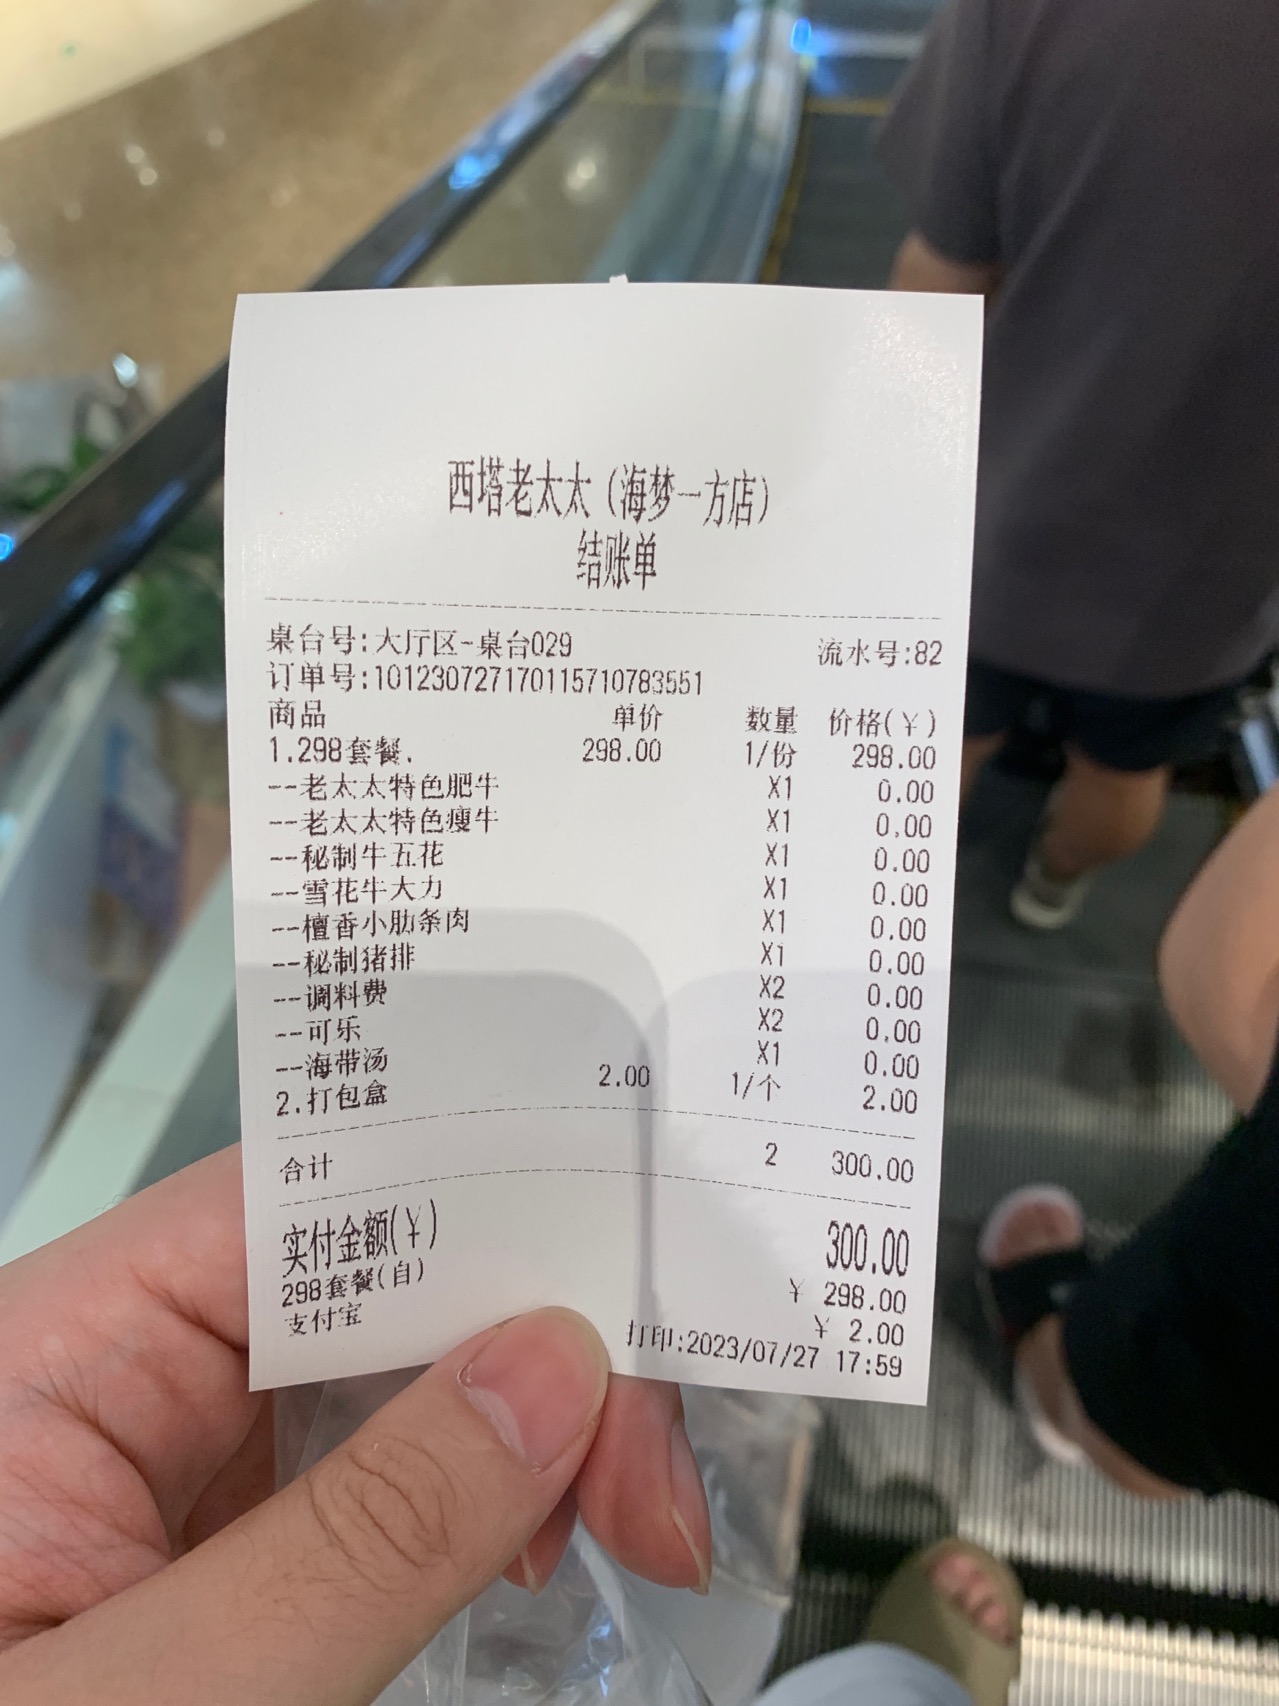 西塔老太太（海梦一方店）
结账单
桌台号:大厅区-桌台029 流水号:82
订单号:101230727170115710783551
商品 单价 数量 价格(￥)
1.298套餐. 298.00 1/份 298.00
--老太太特色肥牛 X1 0.00
--老太太特色瘦牛 X1 0.00
--秘制牛五花 X1 0.00
--雪花牛大力 X1 0.00
--檀香小肋条肉 X1 0.00
--秘制猪排 X1 0.00
--调料费 X2 0.00
--可乐 X2 0.00
--海带汤 X1 0.00
2.打包盒 2.00 1/个 2.00
合计 2 300.00
实付金额(￥) 300.00
298套餐(自) ￥ 298.00
支付宝 ￥ 2.00
打印:2023/07/27 17:59